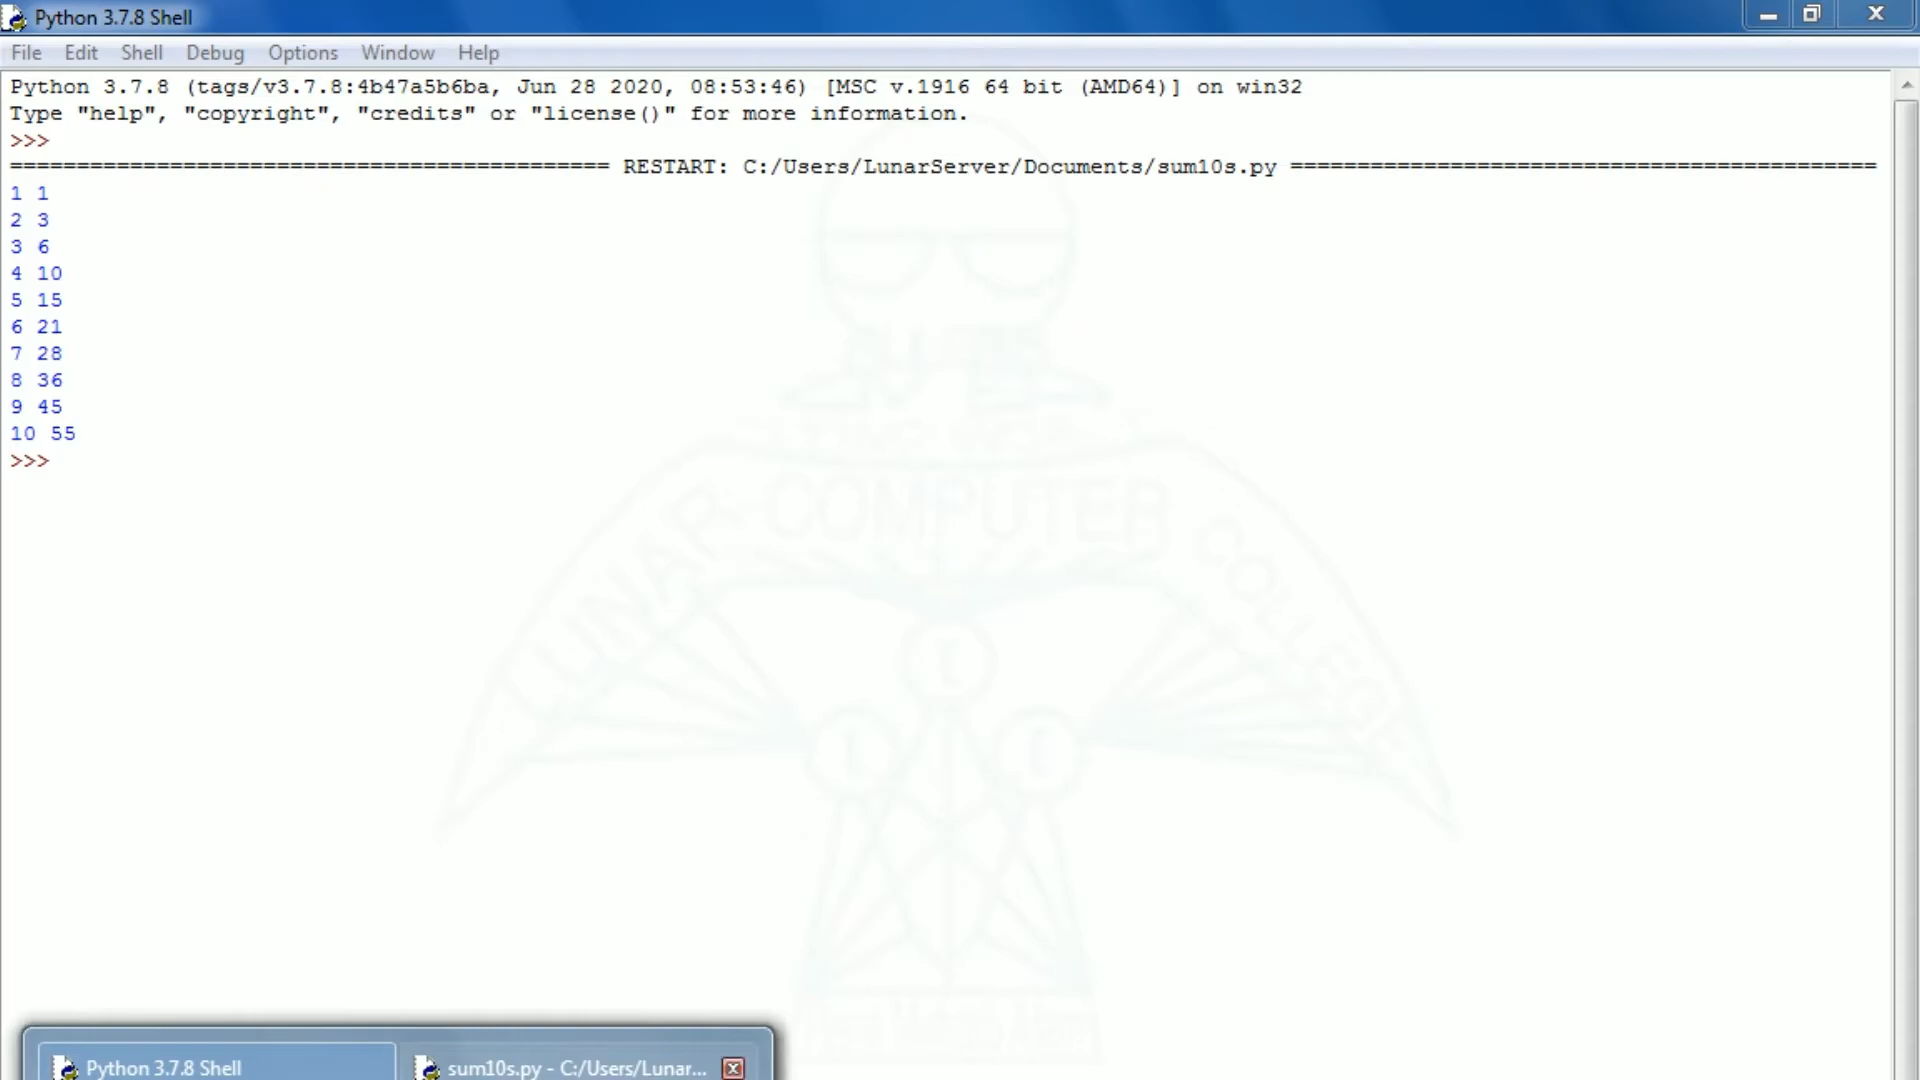 Python 3.7.8 Shell
File Edit Shell Debug Options Window Help
Python 3.7.8 (tags/v3.7.8:4b47a5b6ba, Jun 28 2020, 08:53:46) [MSC v.1916 64 bit (AMD64)] on win32
Type "help", "copyright", "credits" or "license()" for more information.
>>>
============================================= RESTART: C:/Users/LunarServer/Documents/sum10s.py ============================================
1 1
2 3
3 6
4 10
5 15
6 21
7 28
8 36
9 45
10 55
>>>
LUNAR COMPUTER COLLEGE
Python 3.7.8 Shell
sum10s.py - C:/Users/Lunar...